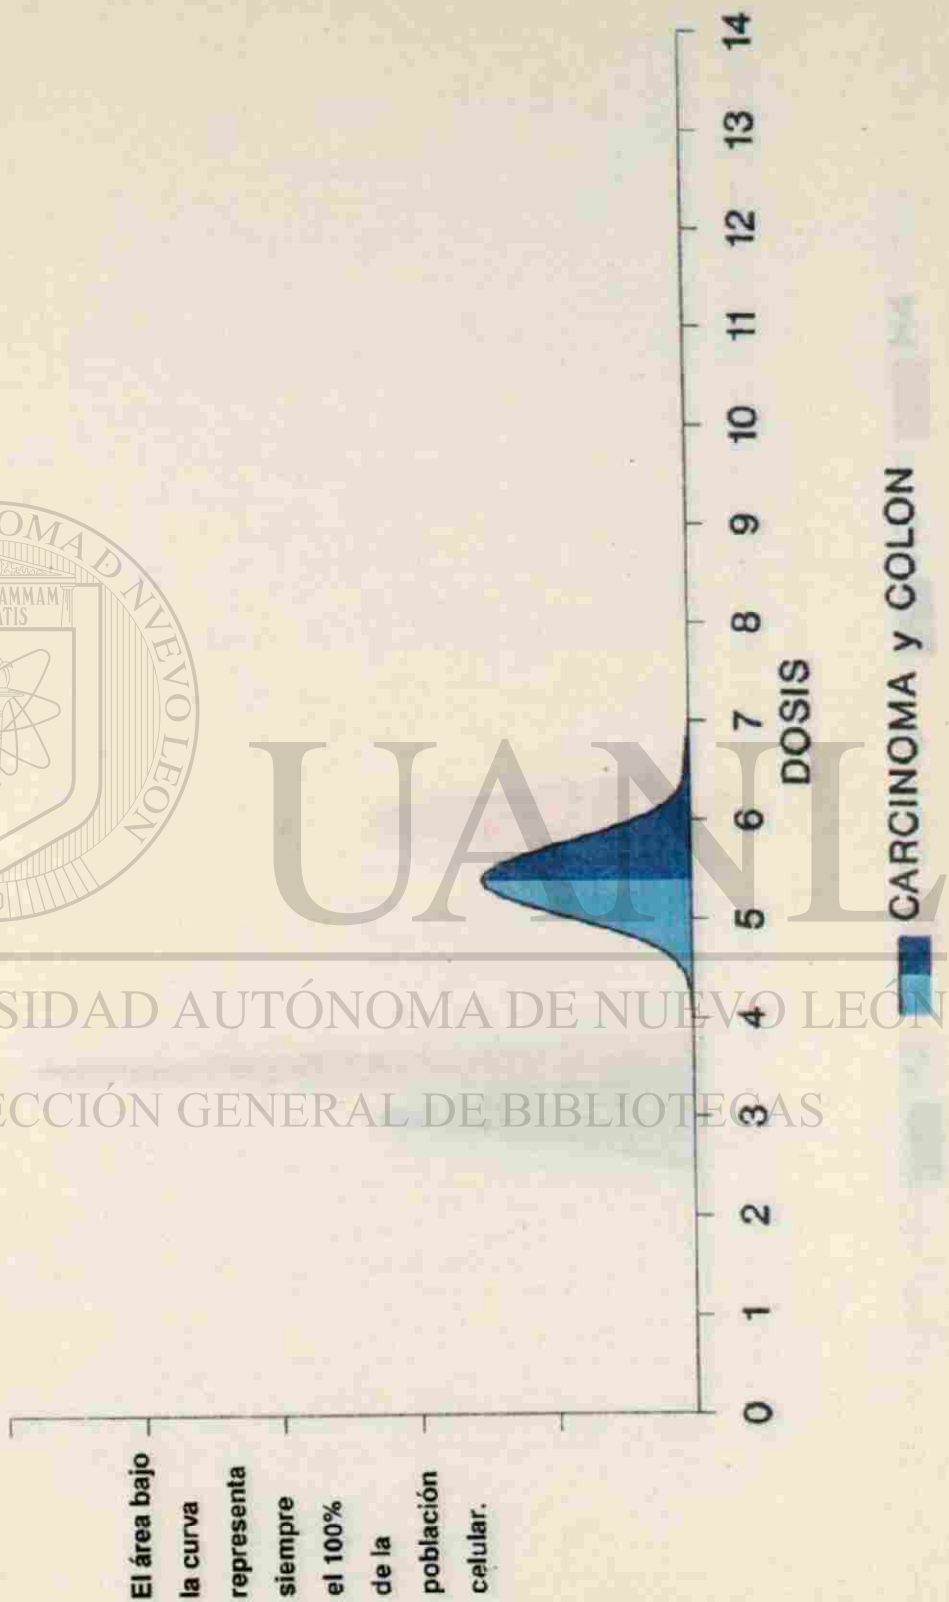 El área bajo
la curva
representa
siempre
el 100%
de la
población
celular.
0 1 2 3 4 5 6 7 8 9 10 11 12 13 14
DOSIS
CARCINOMA y COLON
UANL
SIDAD AUTÓNOMA DE NUEVO LEÓN
ECCIÓN GENERAL DE BIBLIOTECAS